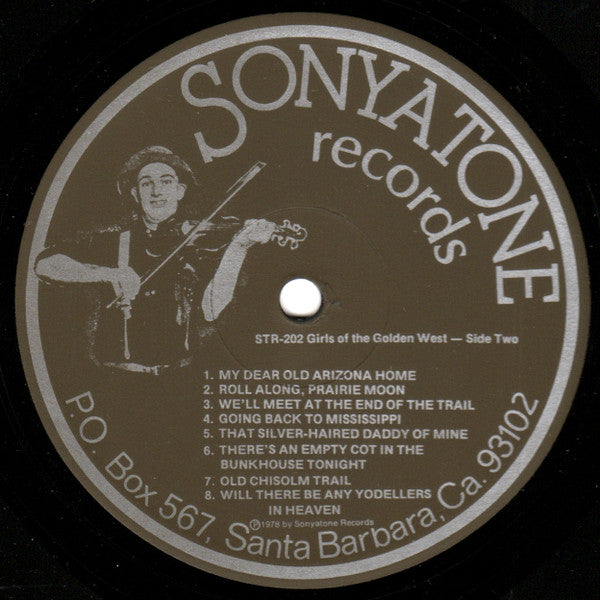 SONYATONE
records
STR-202 Girls of the Golden West — Side Two
1. MY DEAR OLD ARIZONA HOME
2. ROLL ALONG, PRAIRIE MOON
3. WE'LL MEET AT THE END OF THE TRAIL
4. GOING BACK TO MISSISSIPPI
5. THAT SILVER-HAIRED DADDY OF MINE
6. THERE'S AN EMPTY COT IN THE
BUNKHOUSE TONIGHT
7. OLD CHISOLM TRAIL
8. WILL THERE BE ANY YODELLERS
IN HEAVEN
Ⓟ1978 by Sonyatone Records
P.O. Box 567, Santa Barbara, Ca. 93102